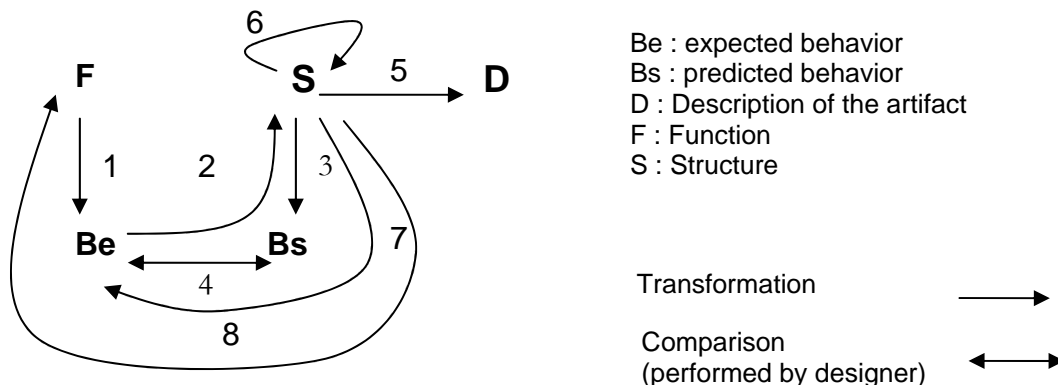 6
F
S
5
D
1
2
3
Be
Bs
7
4
8
Be : expected behavior
Bs : predicted behavior
D : Description of the artifact
F : Function
S : Structure
Transformation
Comparison
(performed by designer)